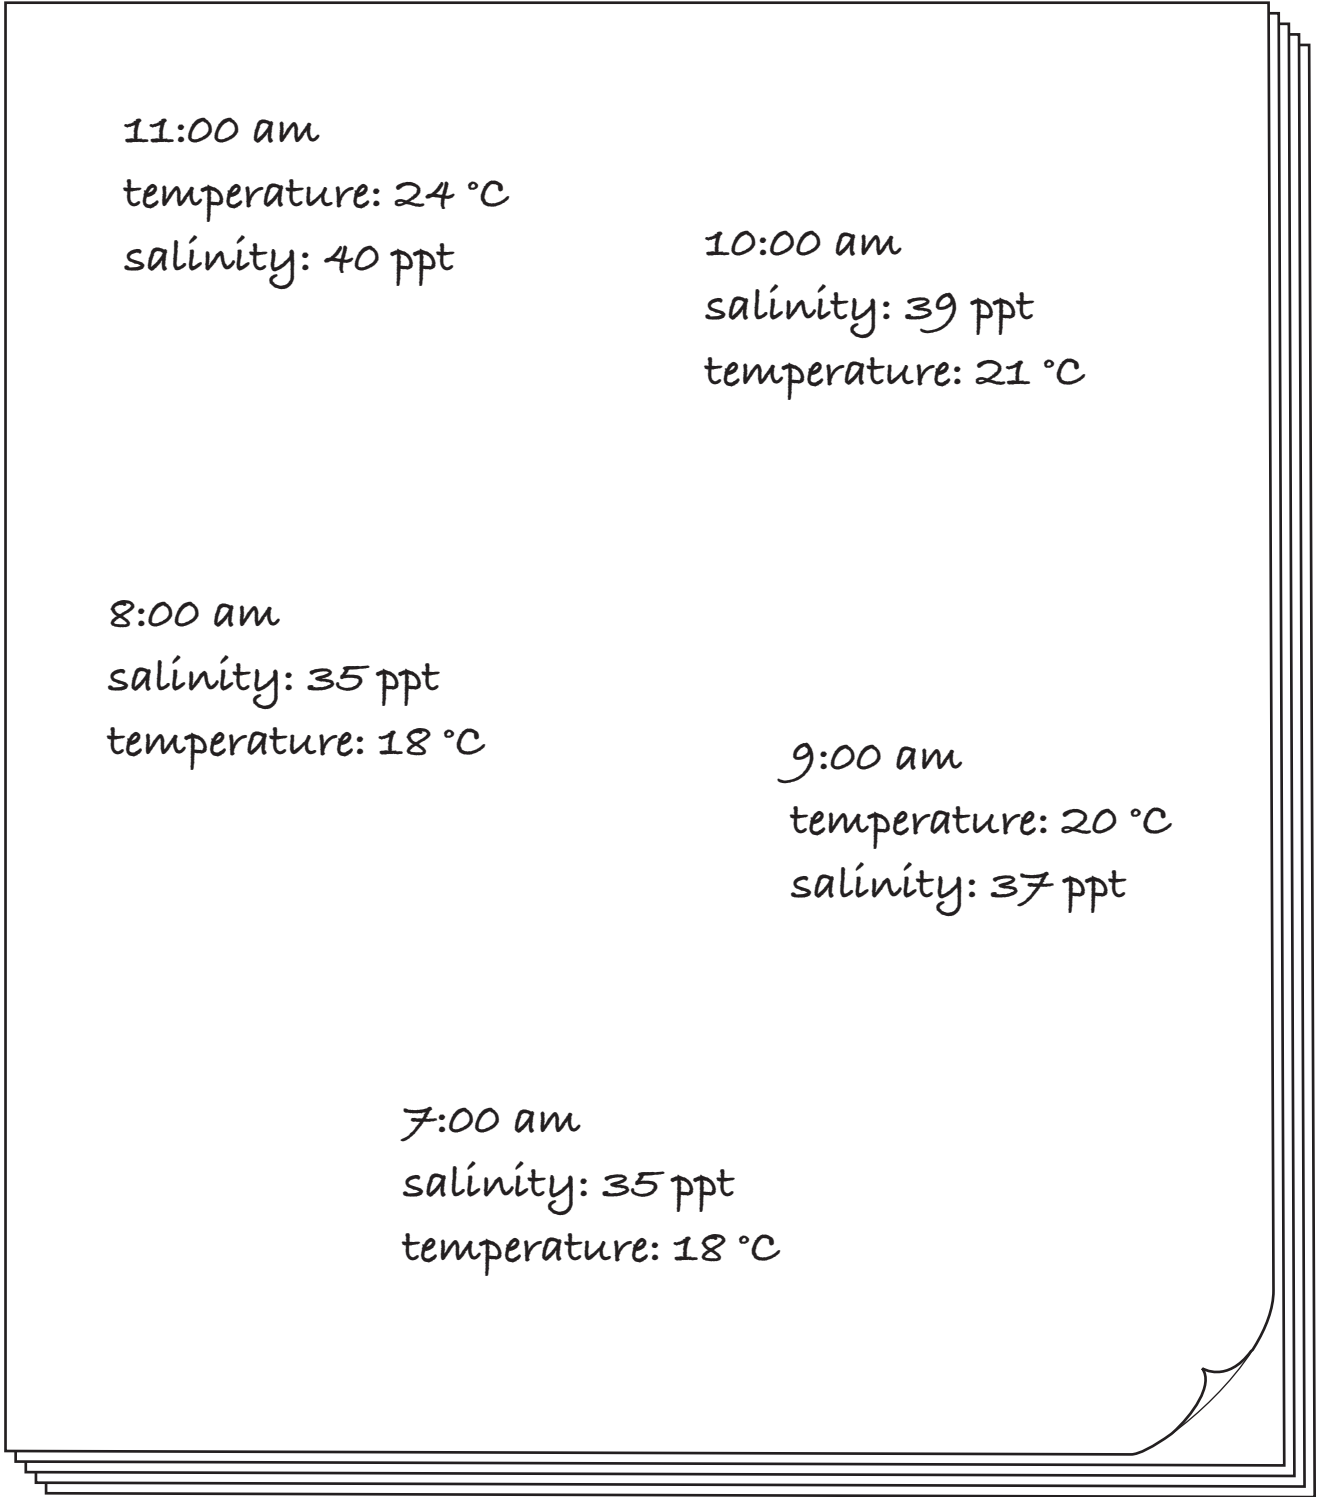 11:00 am
temperature: 24 °C
salinity: 40 ppt
10:00 am
salinity: 39 ppt
temperature: 21 °C
8:00 am
salinity: 35 ppt
temperature: 18 °C
9:00 am
temperature: 20 °C
salinity: 37 ppt
7:00 am
salinity: 35 ppt
temperature: 18 °C